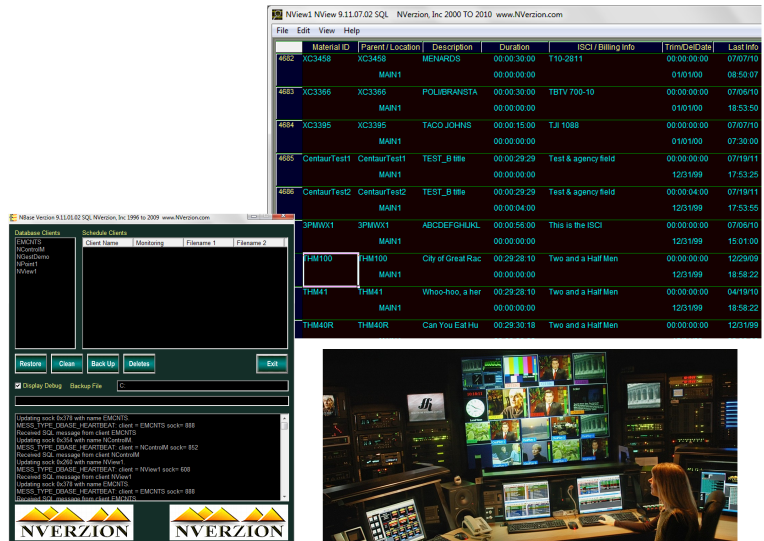 NView1 NView 9.11.07.02 SQL NVerzion, Inc 2000 TO 2010 www.NVerzion.com
File Edit View Help
Material ID Parent / Location Description Duration ISCI / Billing Info Trim/DelDate Last Info
4682 XC3458 XC3458 MENARDS 00:00:30:00 T10-2811 00:00:00:00 07/07/10
MAIN1 00:00:00:00 01/01/00 08:50:07
4683 XC3366 XC3366 POLI/BRANSTA 00:00:30:00 TBTV 700-10 00:00:00:00 07/06/10
MAIN1 00:00:00:00 01/01/00 18:53:50
4684 XC3395 XC3395 TACO JOHNS 00:00:15:00 TJI 1088 00:00:00:00 07/07/10
MAIN1 00:00:00:00 01/01/00 07:30:00
4685 CentaurTest1 CentaurTest1 TEST_B title 00:00:29:29 Test & agency field 00:00:00:00 07/19/11
MAIN1 00:00:00:00 12/31/99 17:53:25
4686 CentaurTest2 CentaurTest2 TEST_B title 00:00:29:29 Test & agency field 00:00:04:00 07/19/11
MAIN1 00:00:04:00 12/31/99 17:53:55
3PMWX1 3PMWX1 ABCDEFGHIJKL 00:00:56:00 This is the ISCI 00:00:00:00 07/06/10
MAIN1 00:00:00:00 12/31/99 15:01:00
THM100 THM100 City of Great Rac 00:29:28:10 Two and a Half Men 00:00:00:00 12/29/09
MAIN1 00:00:00:00 12/31/99 18:58:22
THM41 THM41 Whoo-hoo, a her 00:29:28:10 Two and a Half Men 00:00:00:00 04/19/10
MAIN1 00:00:00:00 12/31/99 18:58:22
THM40R THM40R Can You Eat Hu 00:29:30:18 Two and a Half Men 00:00:00:00 12/31/99
NBase Verzion 9.11.01.02 SQL NVerzion, Inc 1996 to 2009 www.NVerzion.com
Database Clients Schedule Clients
Client Name Monitoring Filename 1 Filename 2
EMCNTS
NControlM
NGestDemo
NPoint1
NView1
Restore Clean Back Up Deletes Exit
Display Debug Backup File C:
Updating sock 0x378 with name EMCNTS.
MESS_TYPE_DBASE_HEARTBEAT: client = EMCNTS sock= 888
Received SQL message from client EMCNTS
Updating sock 0x354 with name NControlM.
MESS_TYPE_DBASE_HEARTBEAT: client = NControlM sock= 852
Received SQL message from client NControlM
Updating sock 0x260 with name NView1.
MESS_TYPE_DBASE_HEARTBEAT: client = NView1 sock= 608
Received SQL message from client NView1
Updating sock 0x378 with name EMCNTS.
MESS_TYPE_DBASE_HEARTBEAT: client = EMCNTS sock= 888
Received SQL message from client EMCNTS
NVERZION NVERZION